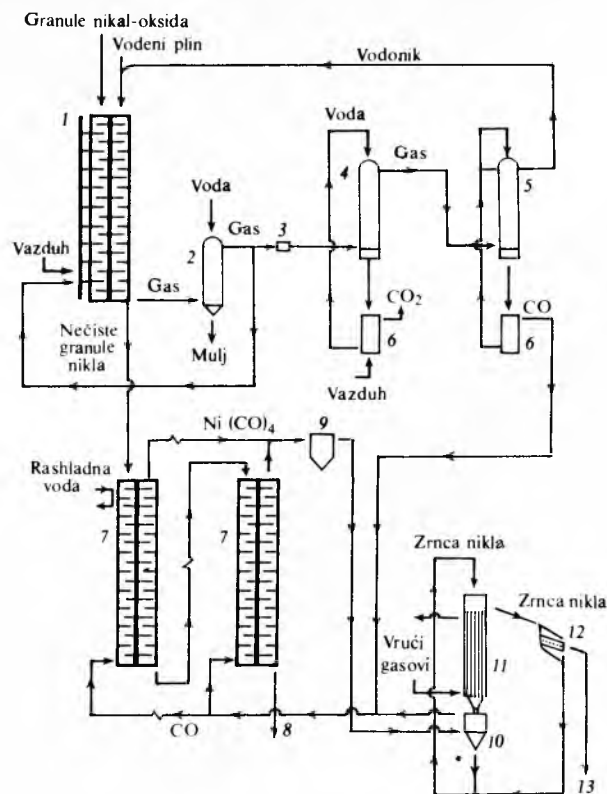 Granule nikal-oksida
Vodeni plin
Vodonik
1
Voda
Gas
4
5
Voda
Gas
3
2
Vazduh
Gas
CO₂
CO
6
6
Mulj
Vazduh
Nečiste
granule
nikla
Ni (CO)₄
9
Rashladna
voda
7
7
Zrnca nikla
Zrnca nikla
12
Vrući
gasovi
11
CO
8
10
13